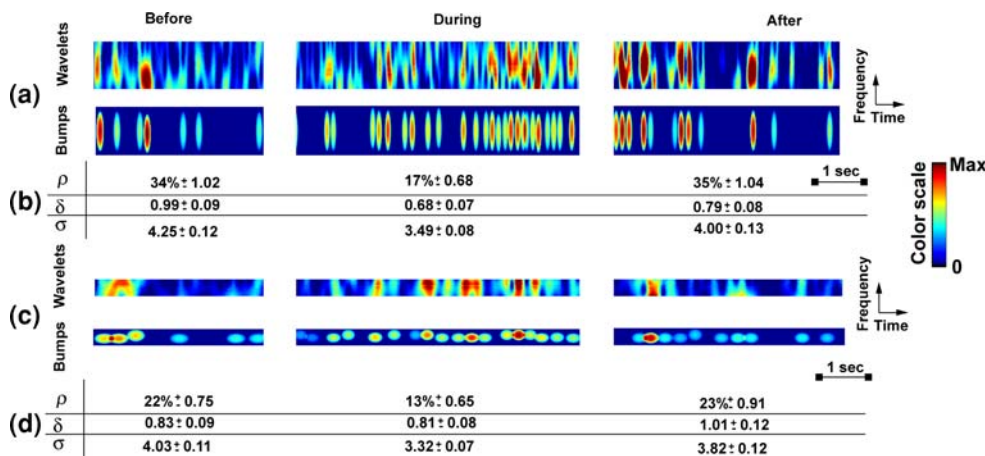 Before During After
(a)
Wavelets
Bumps
Frequency
Time
(b)
ρ 34% ± 1.02 17% ± 0.68 35% ± 1.04
1 sec
δ 0.99 ± 0.09 0.68 ± 0.07 0.79 ± 0.08
σ 4.25 ± 0.12 3.49 ± 0.08 4.00 ± 0.13
Color scale
Max
0
(c)
Wavelets
Bumps
Frequency
Time
1 sec
(d)
ρ 22% ± 0.75 13% ± 0.65 23% ± 0.91
δ 0.83 ± 0.09 0.81 ± 0.08 1.01 ± 0.12
σ 4.03 ± 0.11 3.32 ± 0.07 3.82 ± 0.12